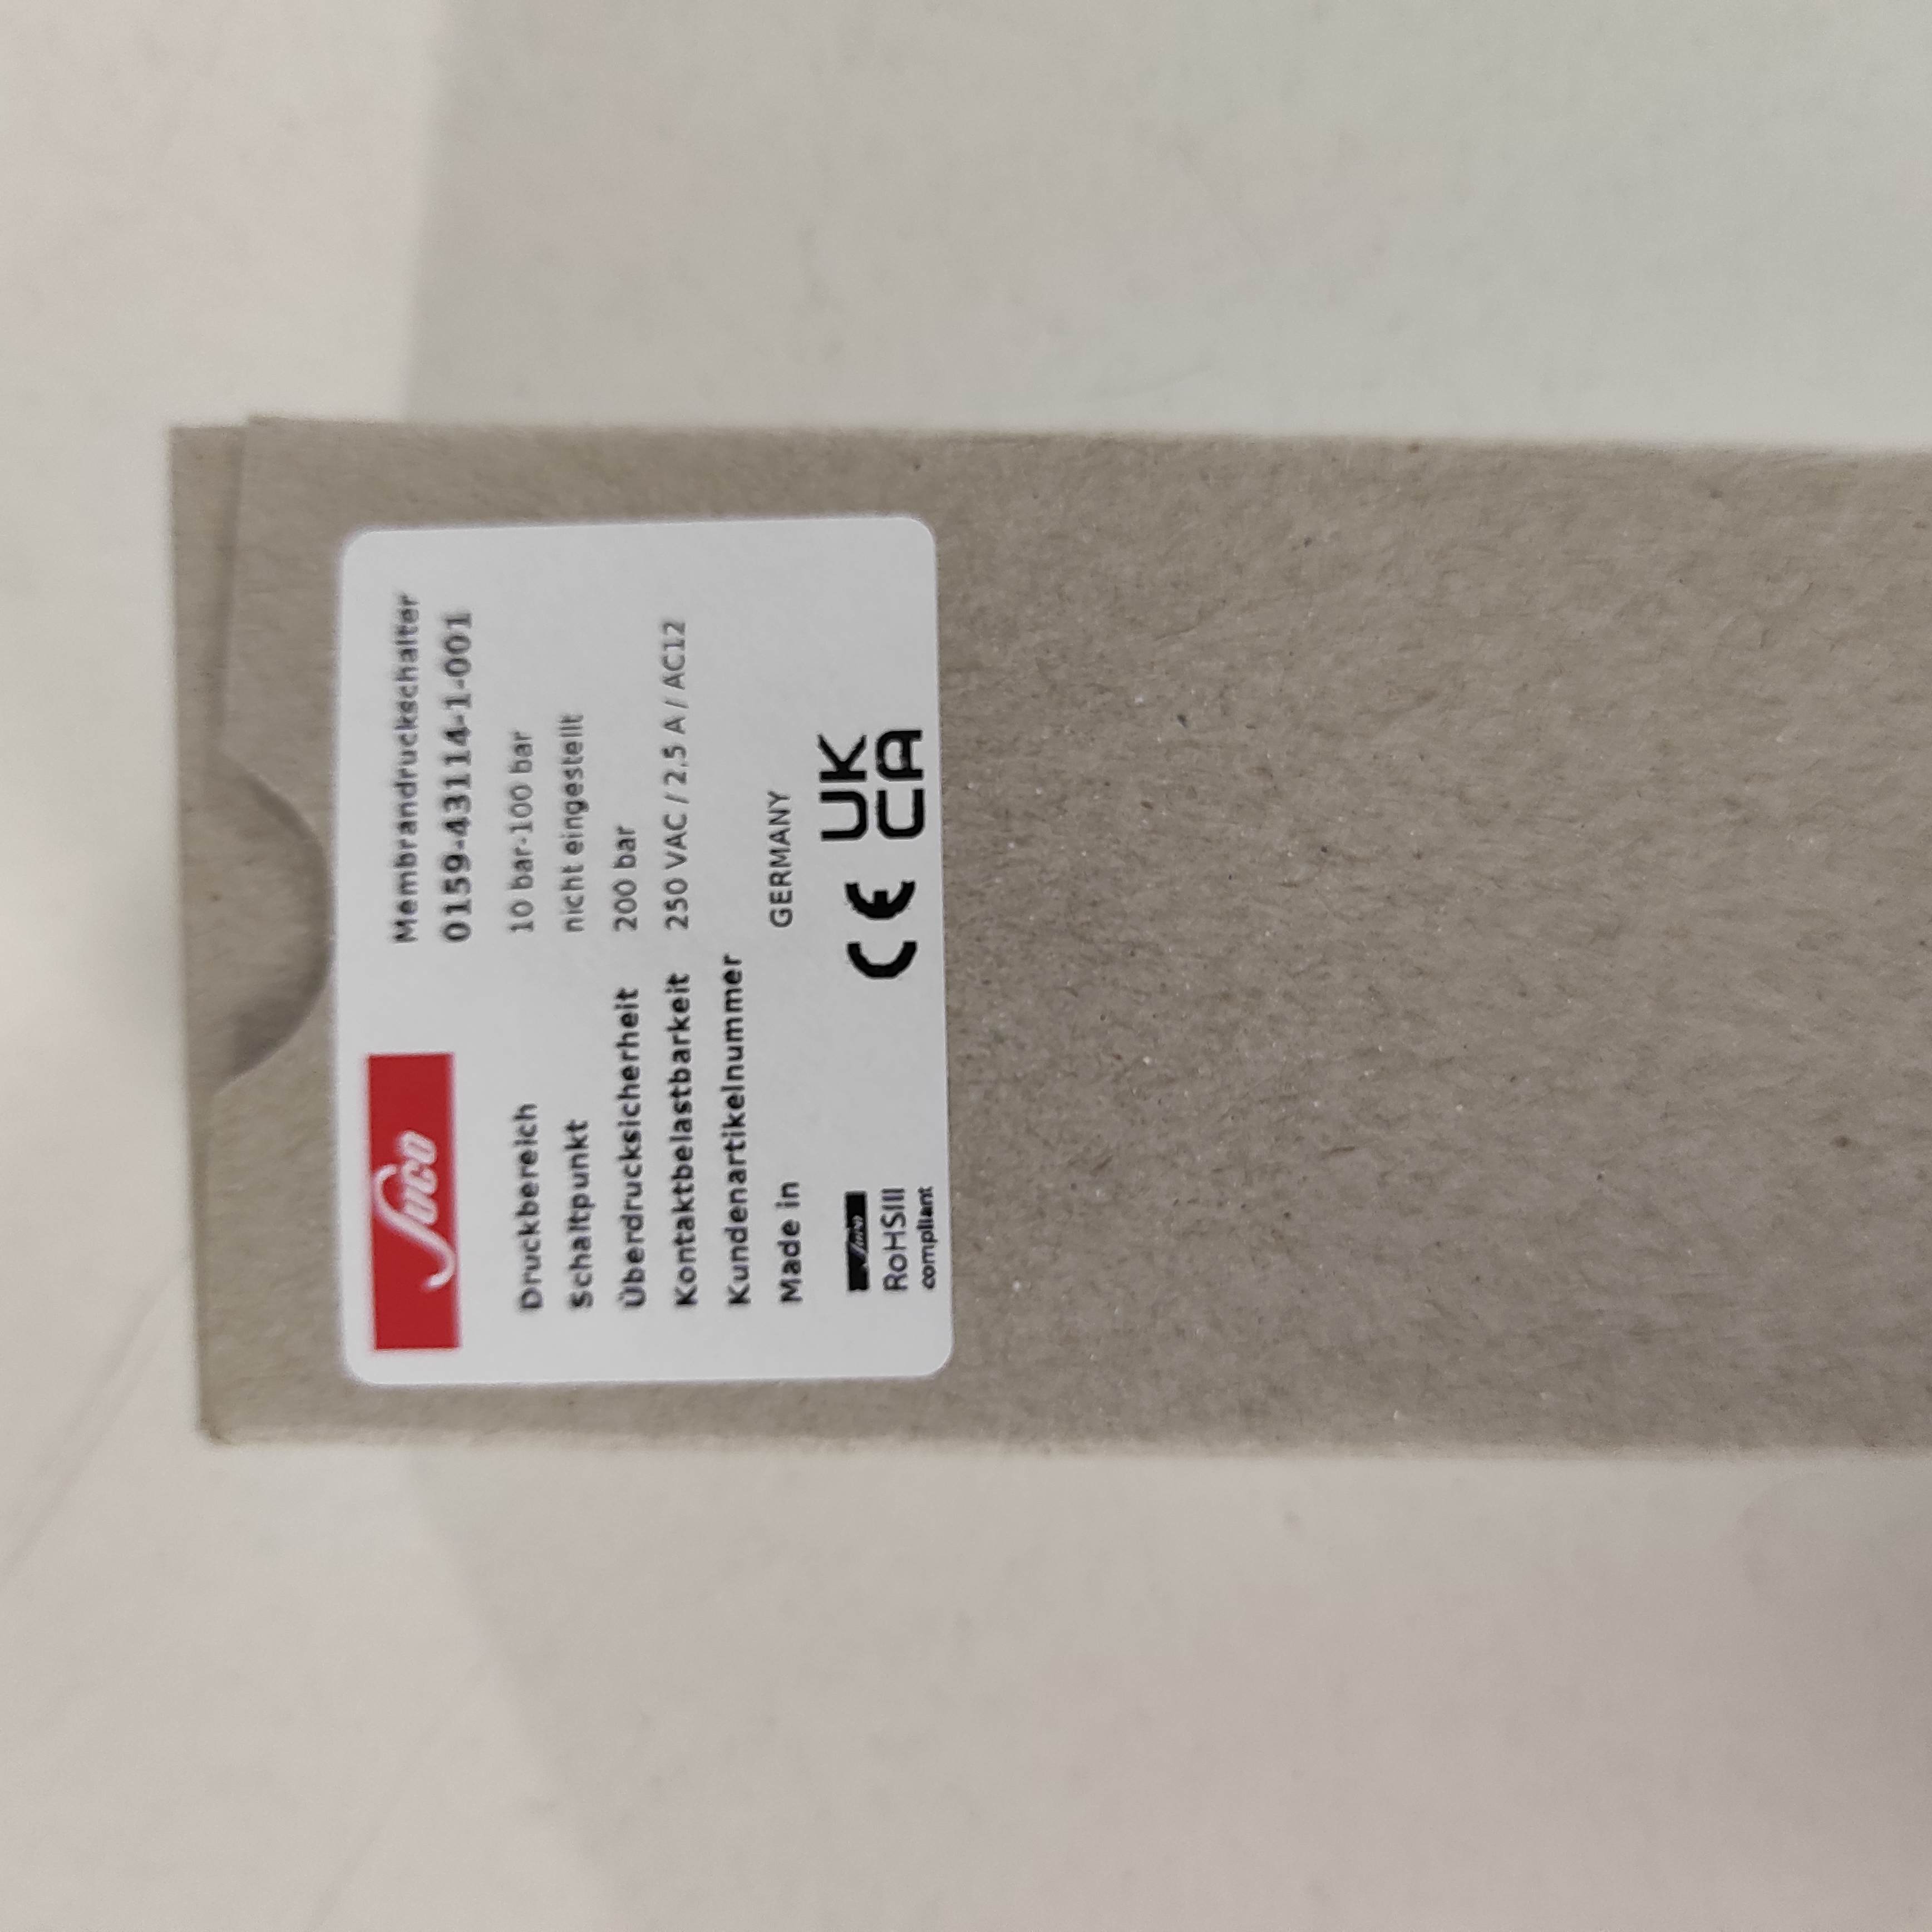 Suco
Membrandruckschalter
0159-43114-1-001
Druckbereich 10 bar-100 bar
Schaltpunkt nicht eingestellt
Überdrucksicherheit 200 bar
Kontaktbelastbarkeit 250 VAC / 2,5 A / AC12
Kundenartikelnummer
Made in GERMANY
Suco
RoHSIII
compliant
CE UK
CA